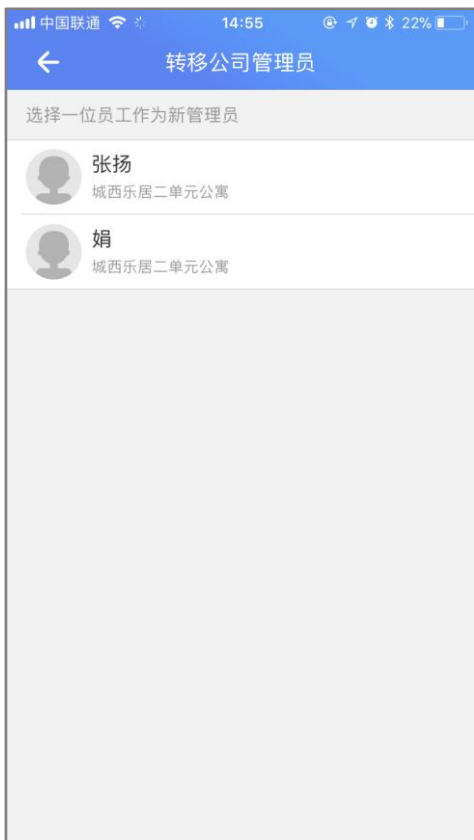 中国联通 14:55 22%
转移公司管理员
选择一位员工作为新管理员
张扬
城西乐居二单元公寓
娟
城西乐居二单元公寓